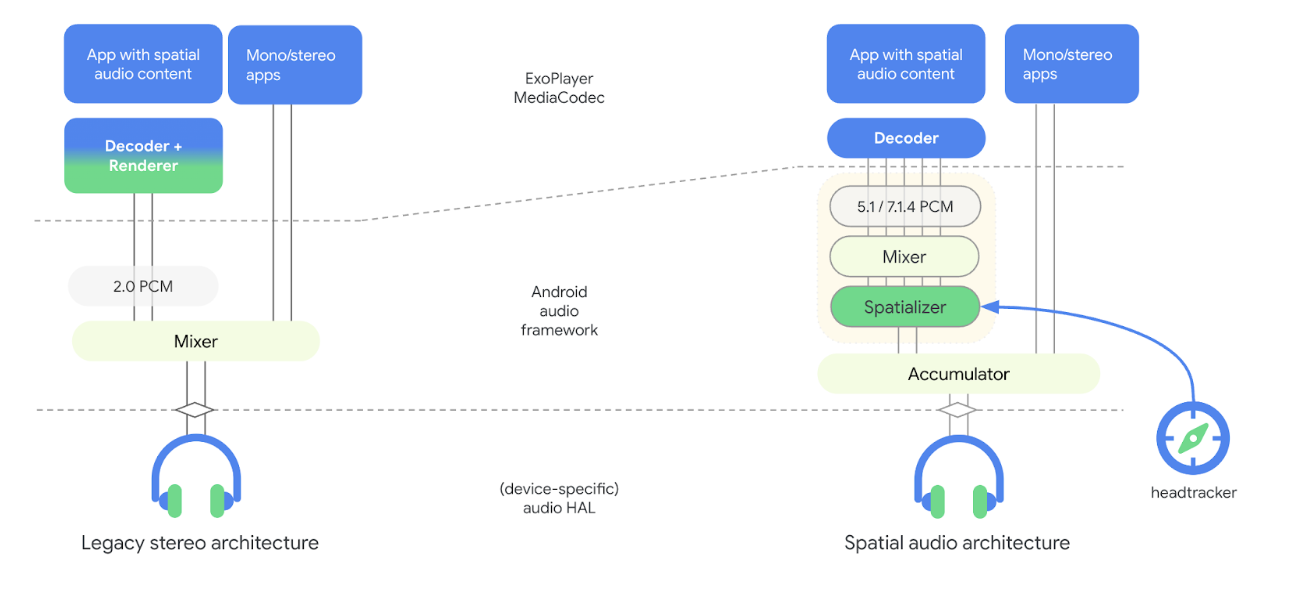 App with spatial
audio content
Mono/stereo
apps
Decoder +
Renderer
2.0 PCM
Mixer
Legacy stereo architecture
ExoPlayer
MediaCodec
Android
audio
framework
(device-specific)
audio HAL
App with spatial
audio content
Mono/stereo
apps
Decoder
5.1 / 7.1.4 PCM
Mixer
Spatializer
Accumulator
headtracker
Spatial audio architecture